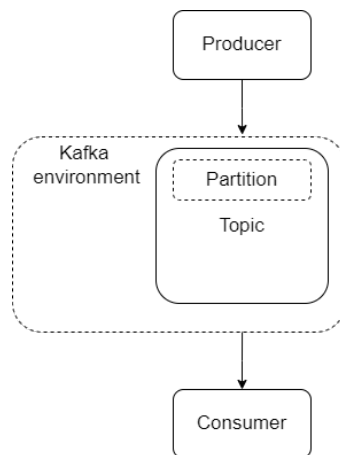 Producer
Kafka
environment
Partition
Topic
Consumer